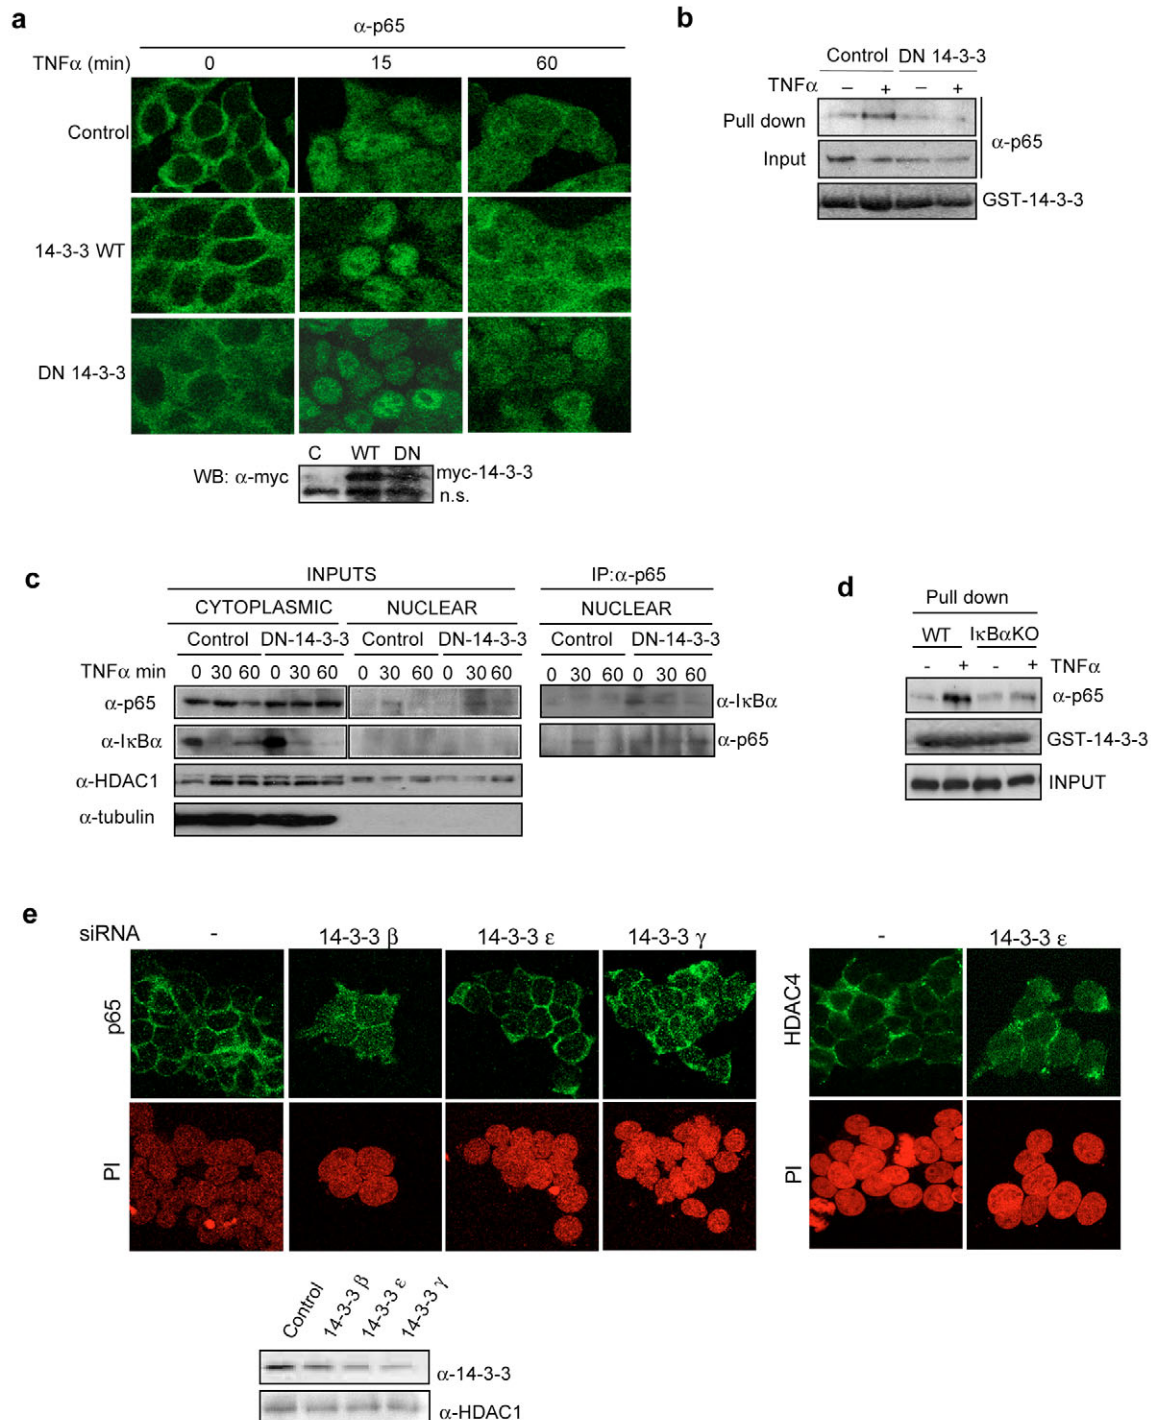 a
α-p65
TNFα (min) 0 15 60
Control
14-3-3 WT
DN 14-3-3
C WT DN
WB: α-myc myc-14-3-3
n.s.
b
Control DN 14-3-3
TNFα – + – +
Pull down
α-p65
Input
GST-14-3-3
c
INPUTS IP:α-p65
CYTOPLASMIC NUCLEAR NUCLEAR
Control DN-14-3-3 Control DN-14-3-3 Control DN-14-3-3
TNFα min 0 30 60 0 30 60 0 30 60 0 30 60 0 30 60 0 30 60
α-p65 α-IκBα
α-IκBα α-p65
α-HDAC1
α-tubulin
d
Pull down
WT IκBαKO
- + - + TNFα
α-p65
GST-14-3-3
INPUT
e
siRNA - 14-3-3 β 14-3-3 ε 14-3-3 γ - 14-3-3 ε
p65 HDAC4
PI PI
Control 14-3-3 β 14-3-3 ε 14-3-3 γ
α-14-3-3
α-HDAC1